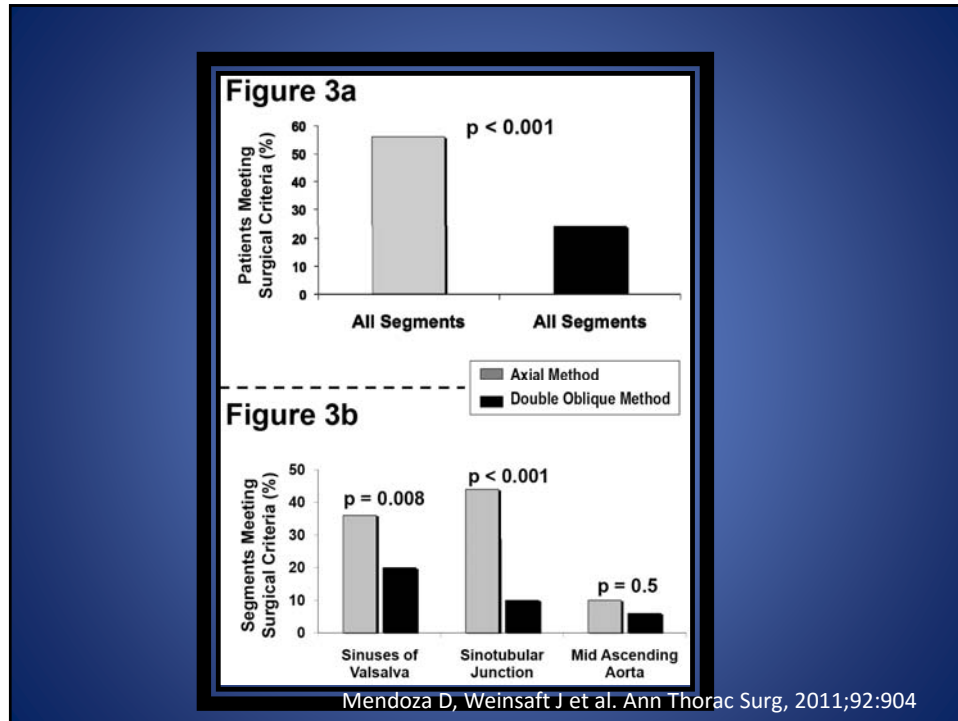 Figure 3a
p < 0.001
Patients Meeting
Surgical Criteria (%)
60
50
40
30
20
10
0
All Segments
All Segments
Axial Method
Double Oblique Method
Figure 3b
Segments Meeting
Surgical Criteria (%)
50
40
30
20
10
0
p = 0.008
p < 0.001
p = 0.5
Sinuses of
Valsalva
Sinotubular
Junction
Mid Ascending
Aorta
Mendoza D, Weinsaft J et al. Ann Thorac Surg, 2011;92:904